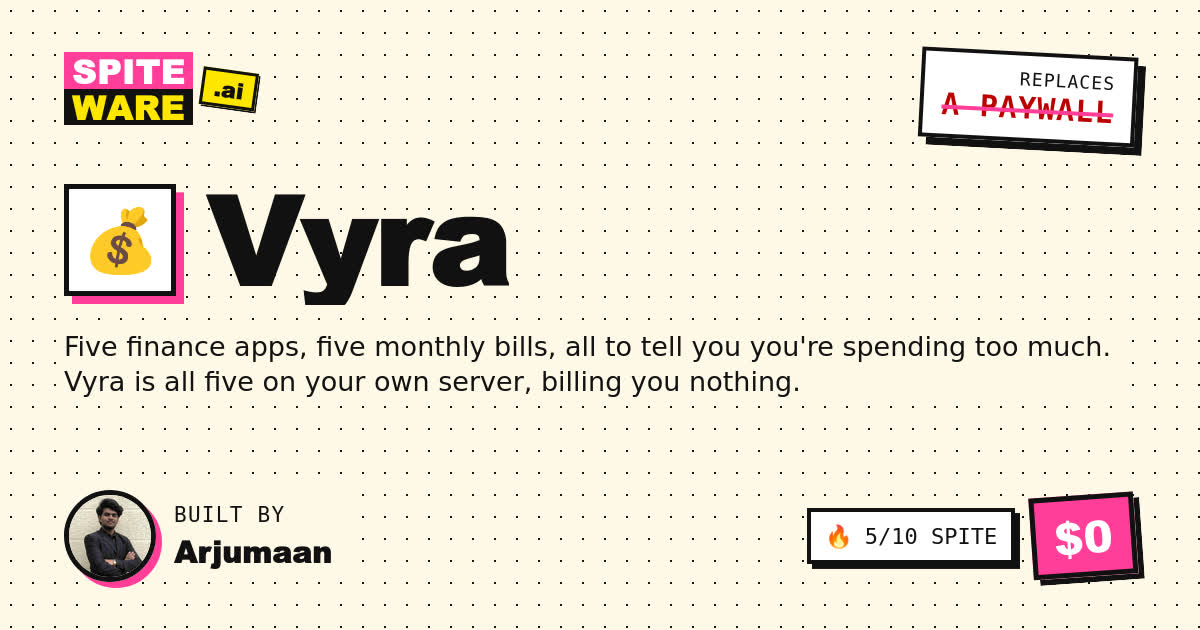 SPITE
WARE
.ai
REPLACES
A PAYWALL
$
Vyra
Five finance apps, five monthly bills, all to tell you you're spending too much.
Vyra is all five on your own server, billing you nothing.
BUILT BY
Arjumaan
5/10 SPITE
$0